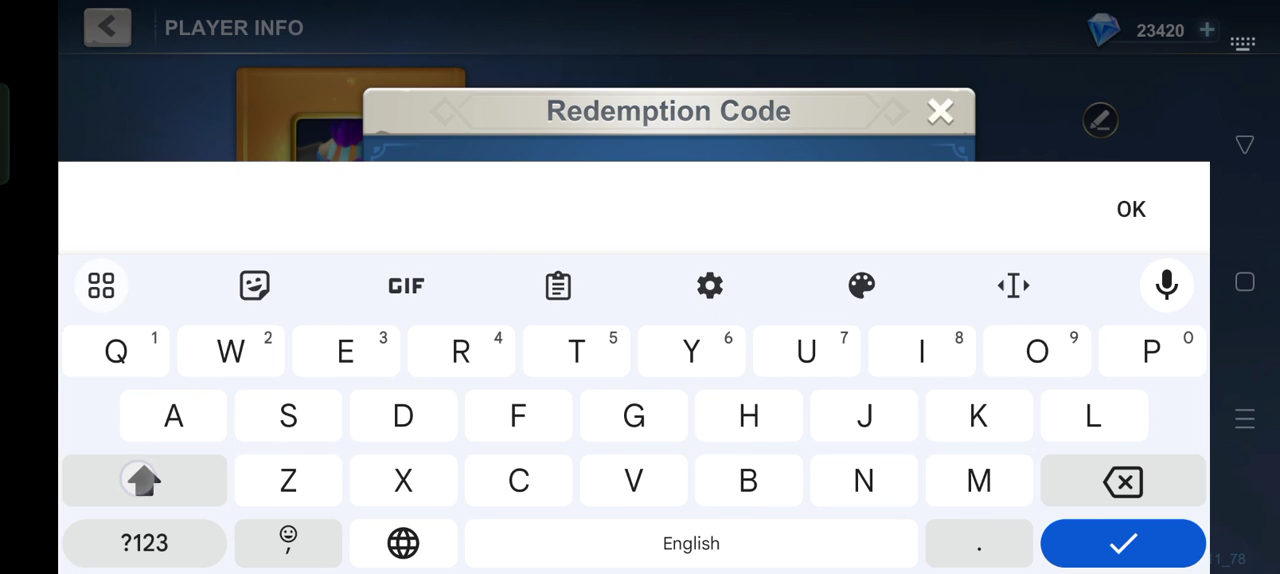 PLAYER INFO
23420
Redemption Code
OK
GIF
Q 1 W 2 E 3 R 4 T 5 Y 6 U 7 I 8 O 9 P 0
A S D F G H J K L
Z X C V B N M
?123 , English .
1_78